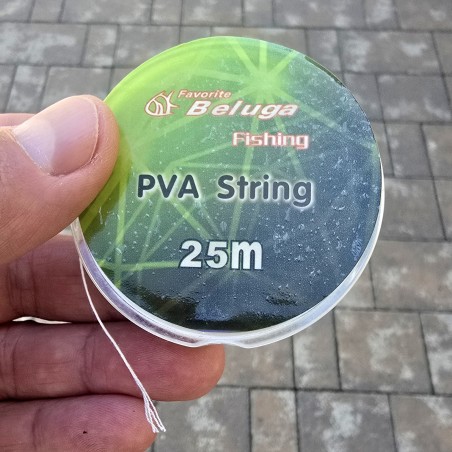 Favorite
Beluga
Fishing
PVA String
25m